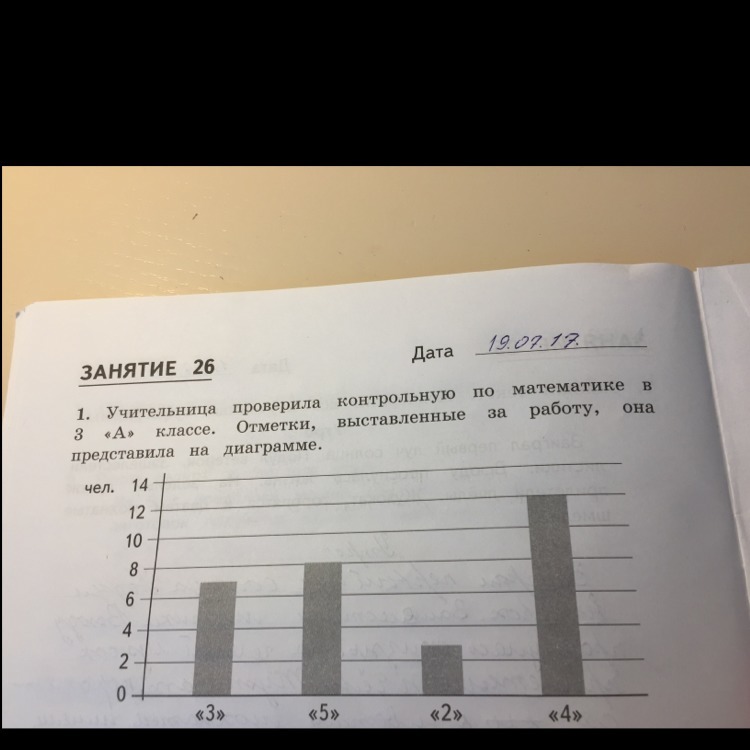 ЗАНЯТИЕ 26
Дата 19.07.17.
1. Учительница проверила контрольную по математике в
3 «А» классе. Отметки, выставленные за работу, она
представила на диаграмме.
чел. 14
12
10
8
6
4
2
0
«3» «5» «2» «4»